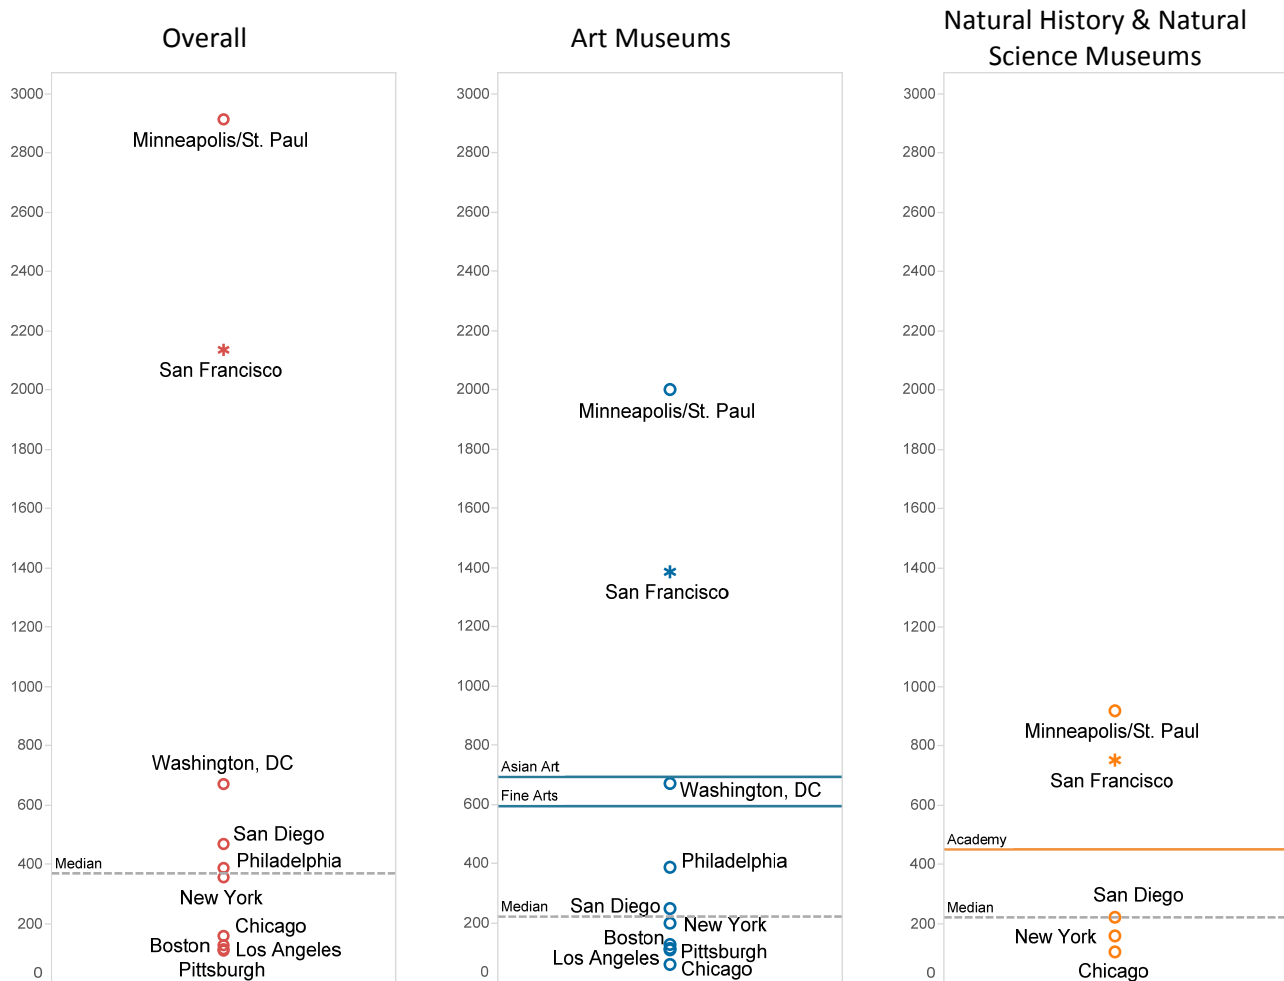 Overall
3000
2800
2600
2400
2200
2000
1800
1600
1400
1200
1000
800
600
400
200
0
Minneapolis/St. Paul
San Francisco
Washington, DC
San Diego
Philadelphia
Median
New York
Chicago
Boston
Los Angeles
Pittsburgh
Art Museums
3000
2800
2600
2400
2200
2000
1800
1600
1400
1200
1000
800
600
400
200
0
Minneapolis/St. Paul
San Francisco
Asian Art
Washington, DC
Fine Arts
Philadelphia
San Diego
Median
New York
Boston
Pittsburgh
Los Angeles
Chicago
Natural History & Natural
Science Museums
3000
2800
2600
2400
2200
2000
1800
1600
1400
1200
1000
800
600
400
200
0
Minneapolis/St. Paul
San Francisco
Academy
San Diego
Median
New York
Chicago